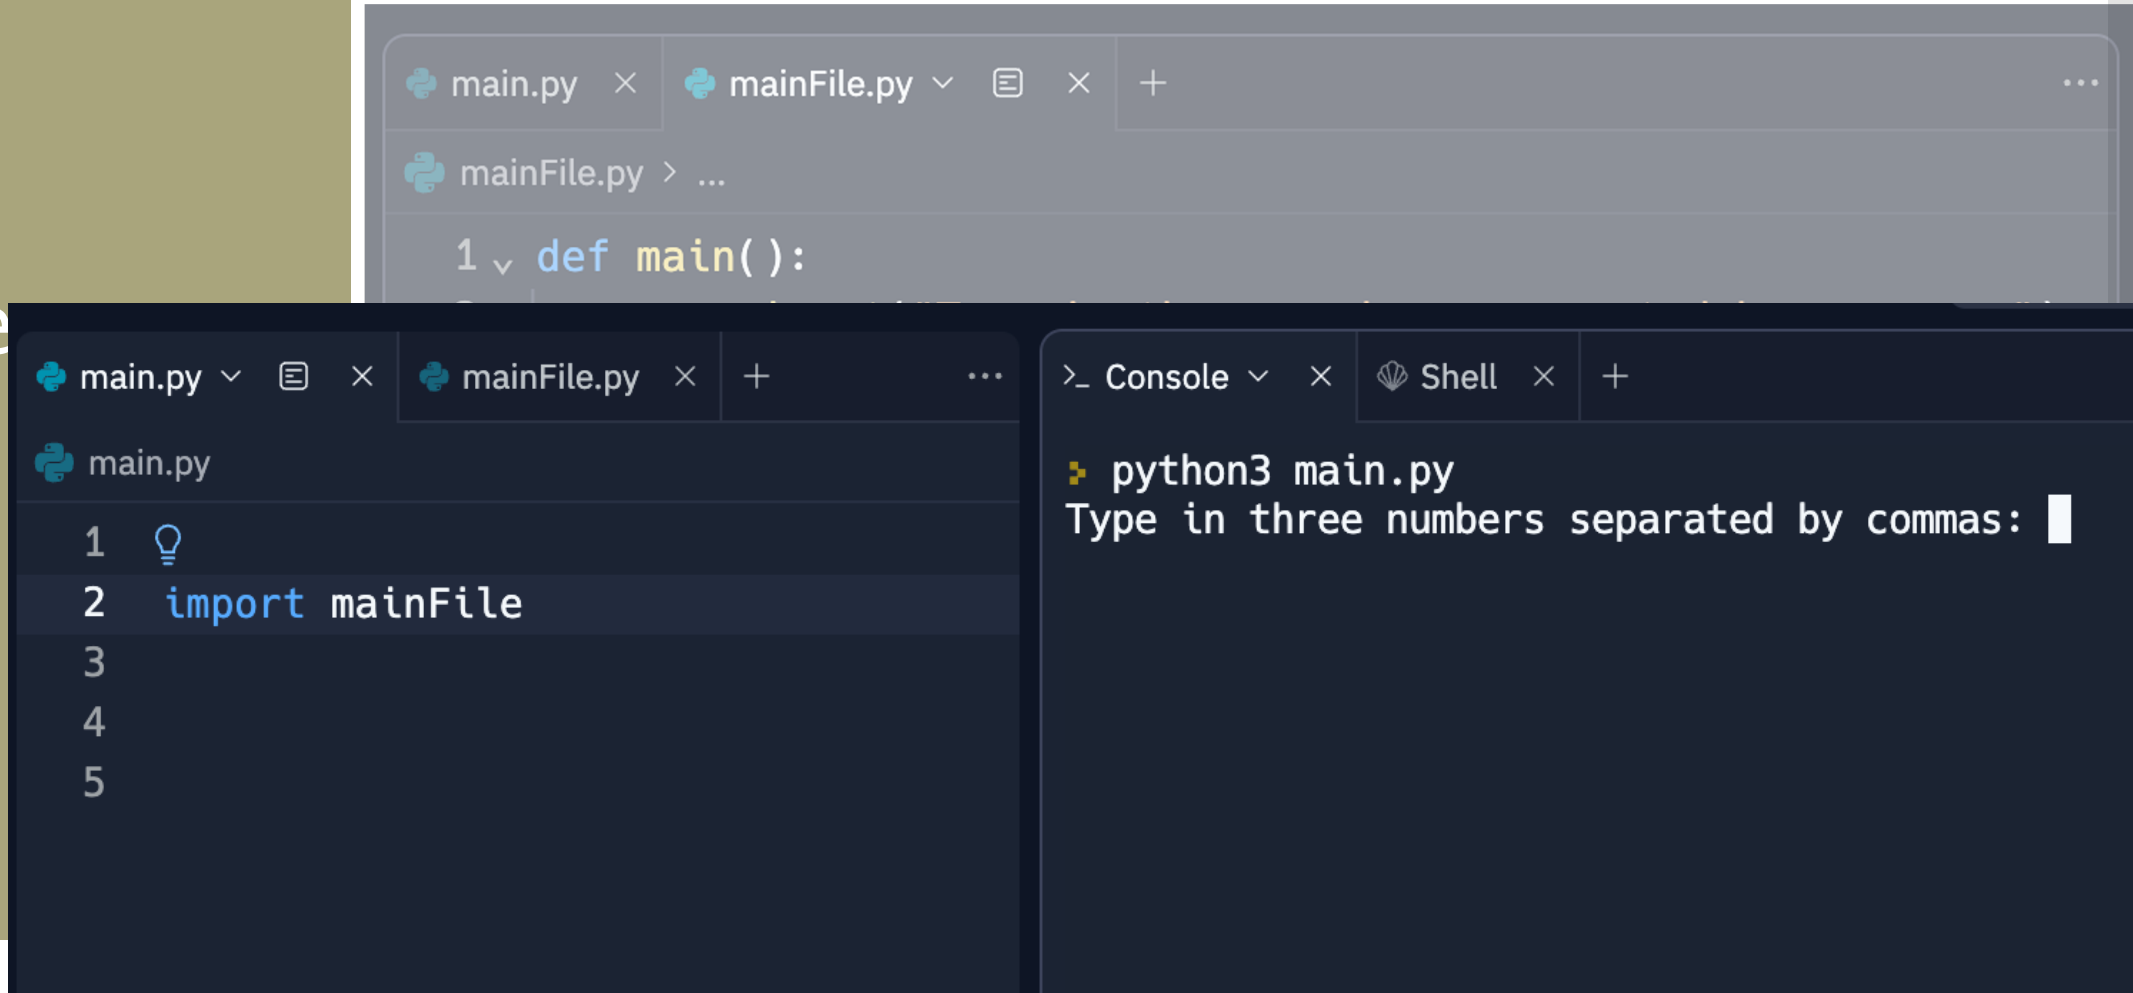 main.py mainFile.py
mainFile.py > ...
1 def main():
main.py mainFile.py
main.py
1
2 import mainFile
3
4
5
>_ Console Shell
python3 main.py
Type in three numbers separated by commas: